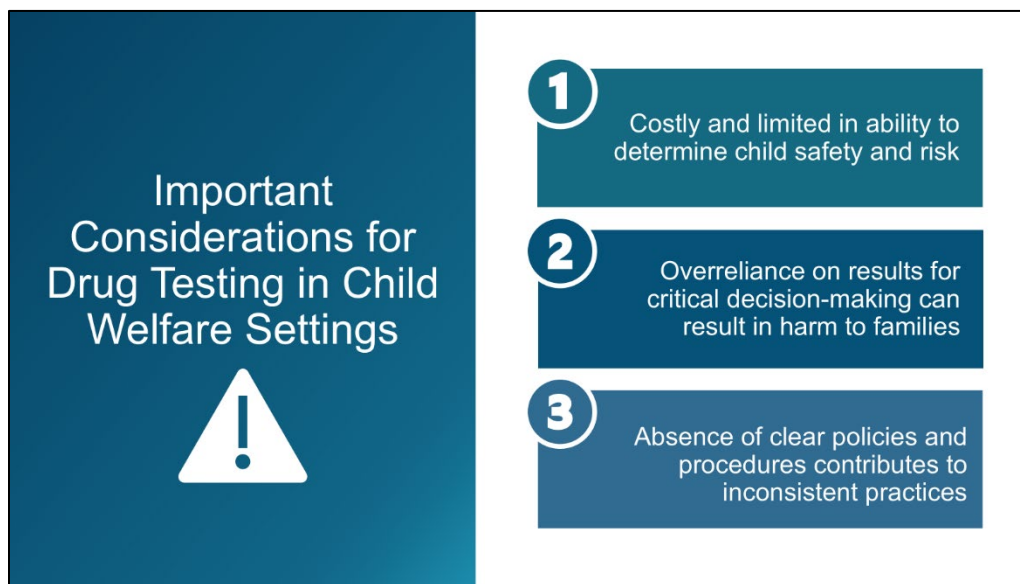 Important
Considerations for
Drug Testing in Child
Welfare Settings
1
Costly and limited in ability to
determine child safety and risk
2
Overreliance on results for
critical decision-making can
result in harm to families
3
Absence of clear policies and
procedures contributes to
inconsistent practices